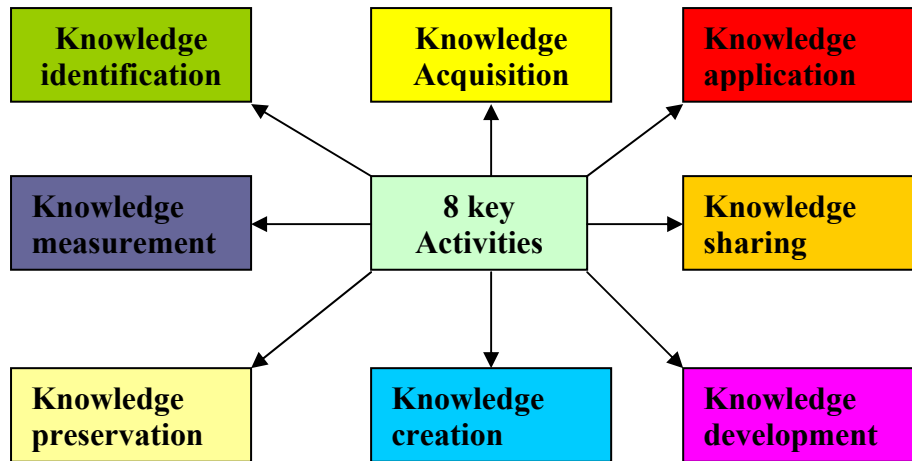 Knowledge
identification
Knowledge
Acquisition
Knowledge
application
Knowledge
measurement
8 key
Activities
Knowledge
sharing
Knowledge
preservation
Knowledge
creation
Knowledge
development